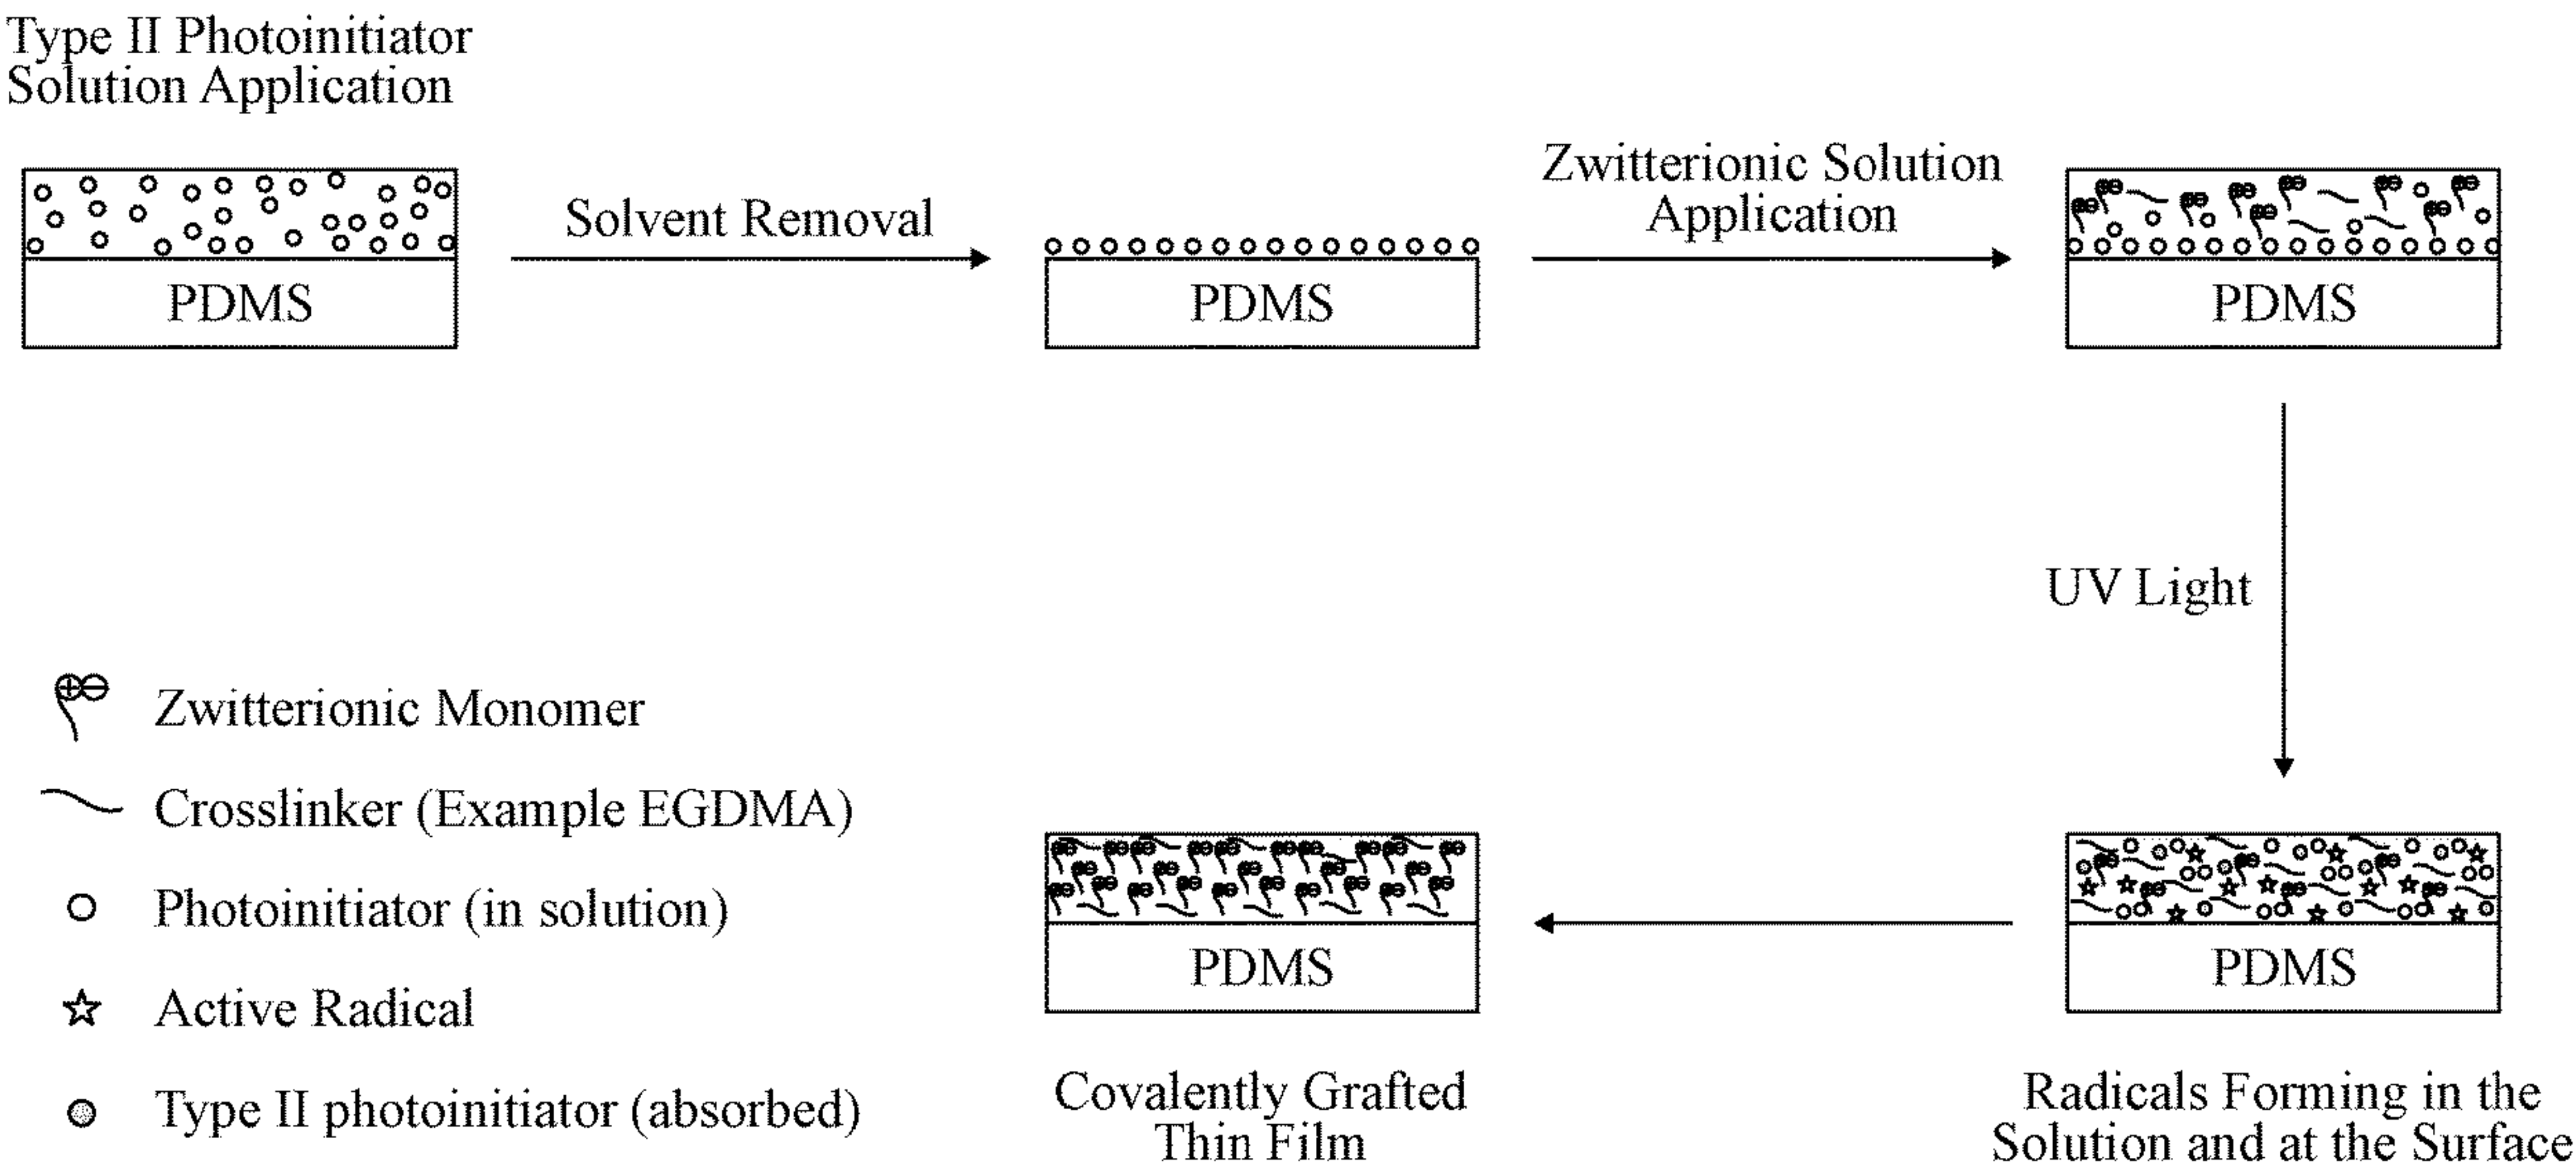 Type II Photoinitiator
Solution Application
PDMS
Solvent Removal
PDMS
Zwitterionic Solution
Application
PDMS
UV Light
Zwitterionic Monomer
Crosslinker (Example EGDMA)
Photoinitiator (in solution)
Active Radical
Type II photoinitiator (absorbed)
PDMS
Covalently Grafted
Thin Film
PDMS
Radicals Forming in the
Solution and at the Surface